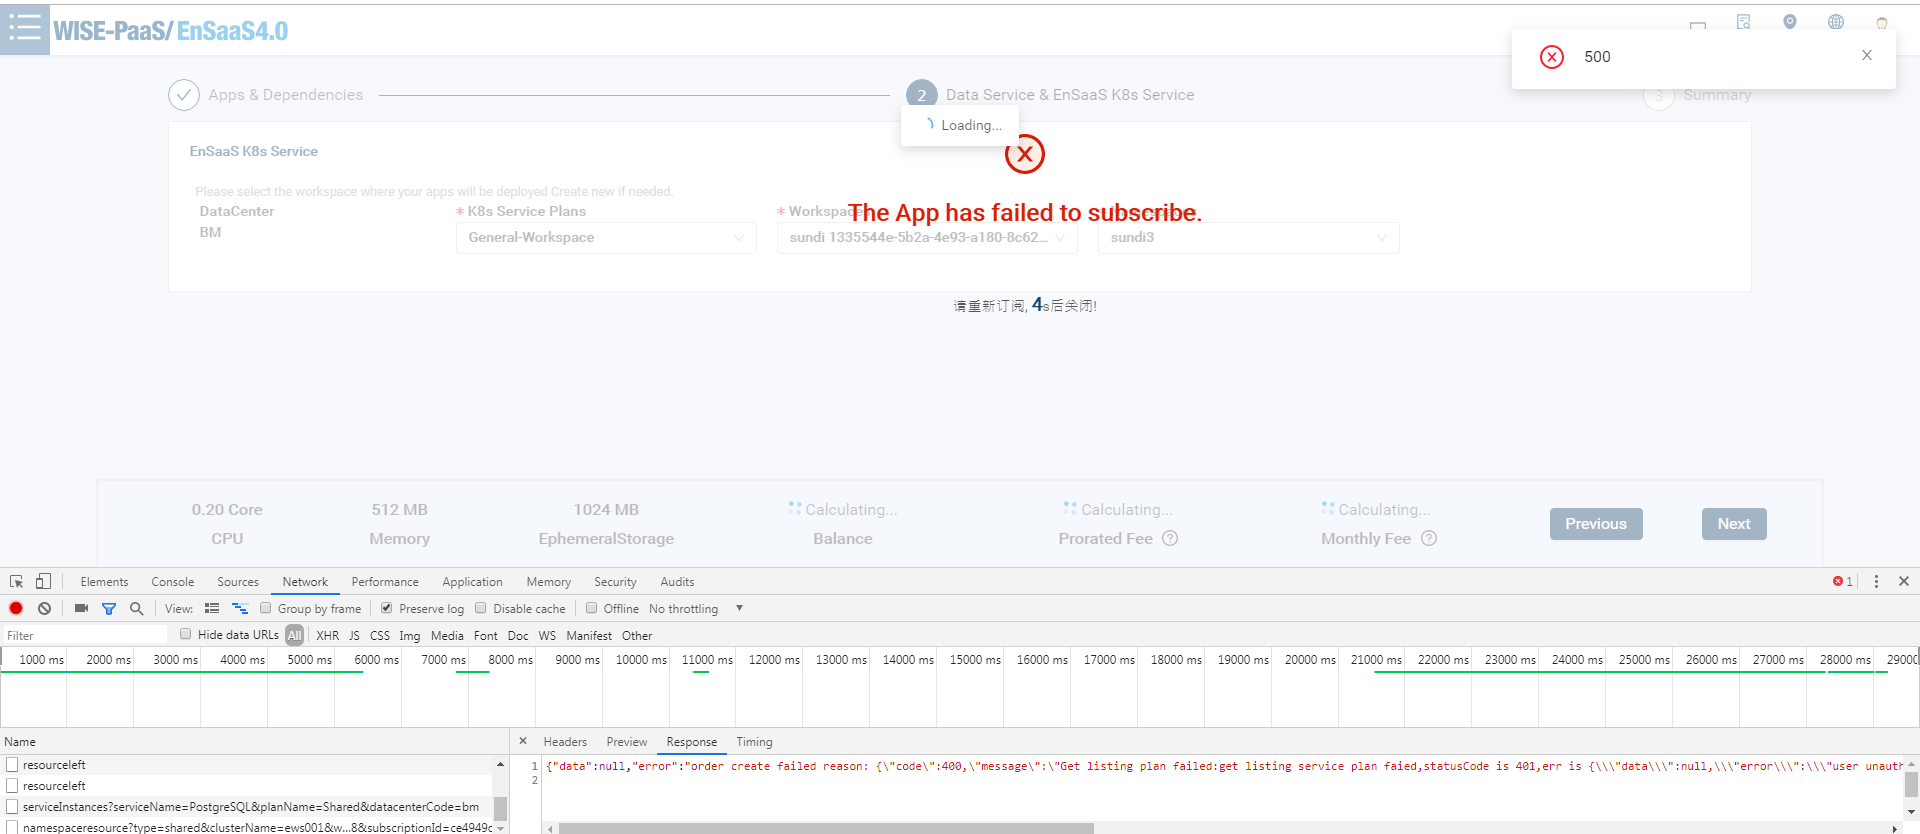 WISE-PaaS/ EnSaaS4.0
500
Apps & Dependencies
2 Data Service & EnSaaS K8s Service
3 Summary
Loading...
EnSaaS K8s Service
Please select the workspace where your apps will be deployed Create new if needed.
The App has failed to subscribe.
DataCenter * K8s Service Plans * Workspace
BM General-Workspace sundi 1335544e-5b2a-4e93-a180-8c62... sundi3
请重新订阅, 4s后关闭!
0.20 Core 512 MB 1024 MB Calculating... Calculating... Calculating...
CPU Memory EphemeralStorage Balance Prorated Fee ? Monthly Fee ?
Previous Next
Elements Console Sources Network Performance Application Memory Security Audits 1
View: Group by frame Preserve log Disable cache Offline No throttling
Filter Hide data URLs All XHR JS CSS Img Media Font Doc WS Manifest Other
1000 ms 2000 ms 3000 ms 4000 ms 5000 ms 6000 ms 7000 ms 8000 ms 9000 ms 10000 ms 11000 ms 12000 ms 13000 ms 14000 ms 15000 ms 16000 ms 17000 ms 18000 ms 19000 ms 20000 ms 21000 ms 22000 ms 23000 ms 24000 ms 25000 ms 26000 ms 27000 ms 28000 ms 2900
Name
Headers Preview Response Timing
resourceleft
resourceleft
serviceInstances?serviceName=PostgreSQL&planName=Shared&datacenterCode=bm
namespaceresource?type=shared&clusterName=ews001&w...8&subscriptionId=ce4949c
1 {"data":null,"error":"order create failed reason: {\"code\":400,\"message\":\"Get listing plan failed:get listing service plan faied,statusCode is 401,err is {\\\"data\\\":null,\\\"error\\\":\\\"user unauth
2